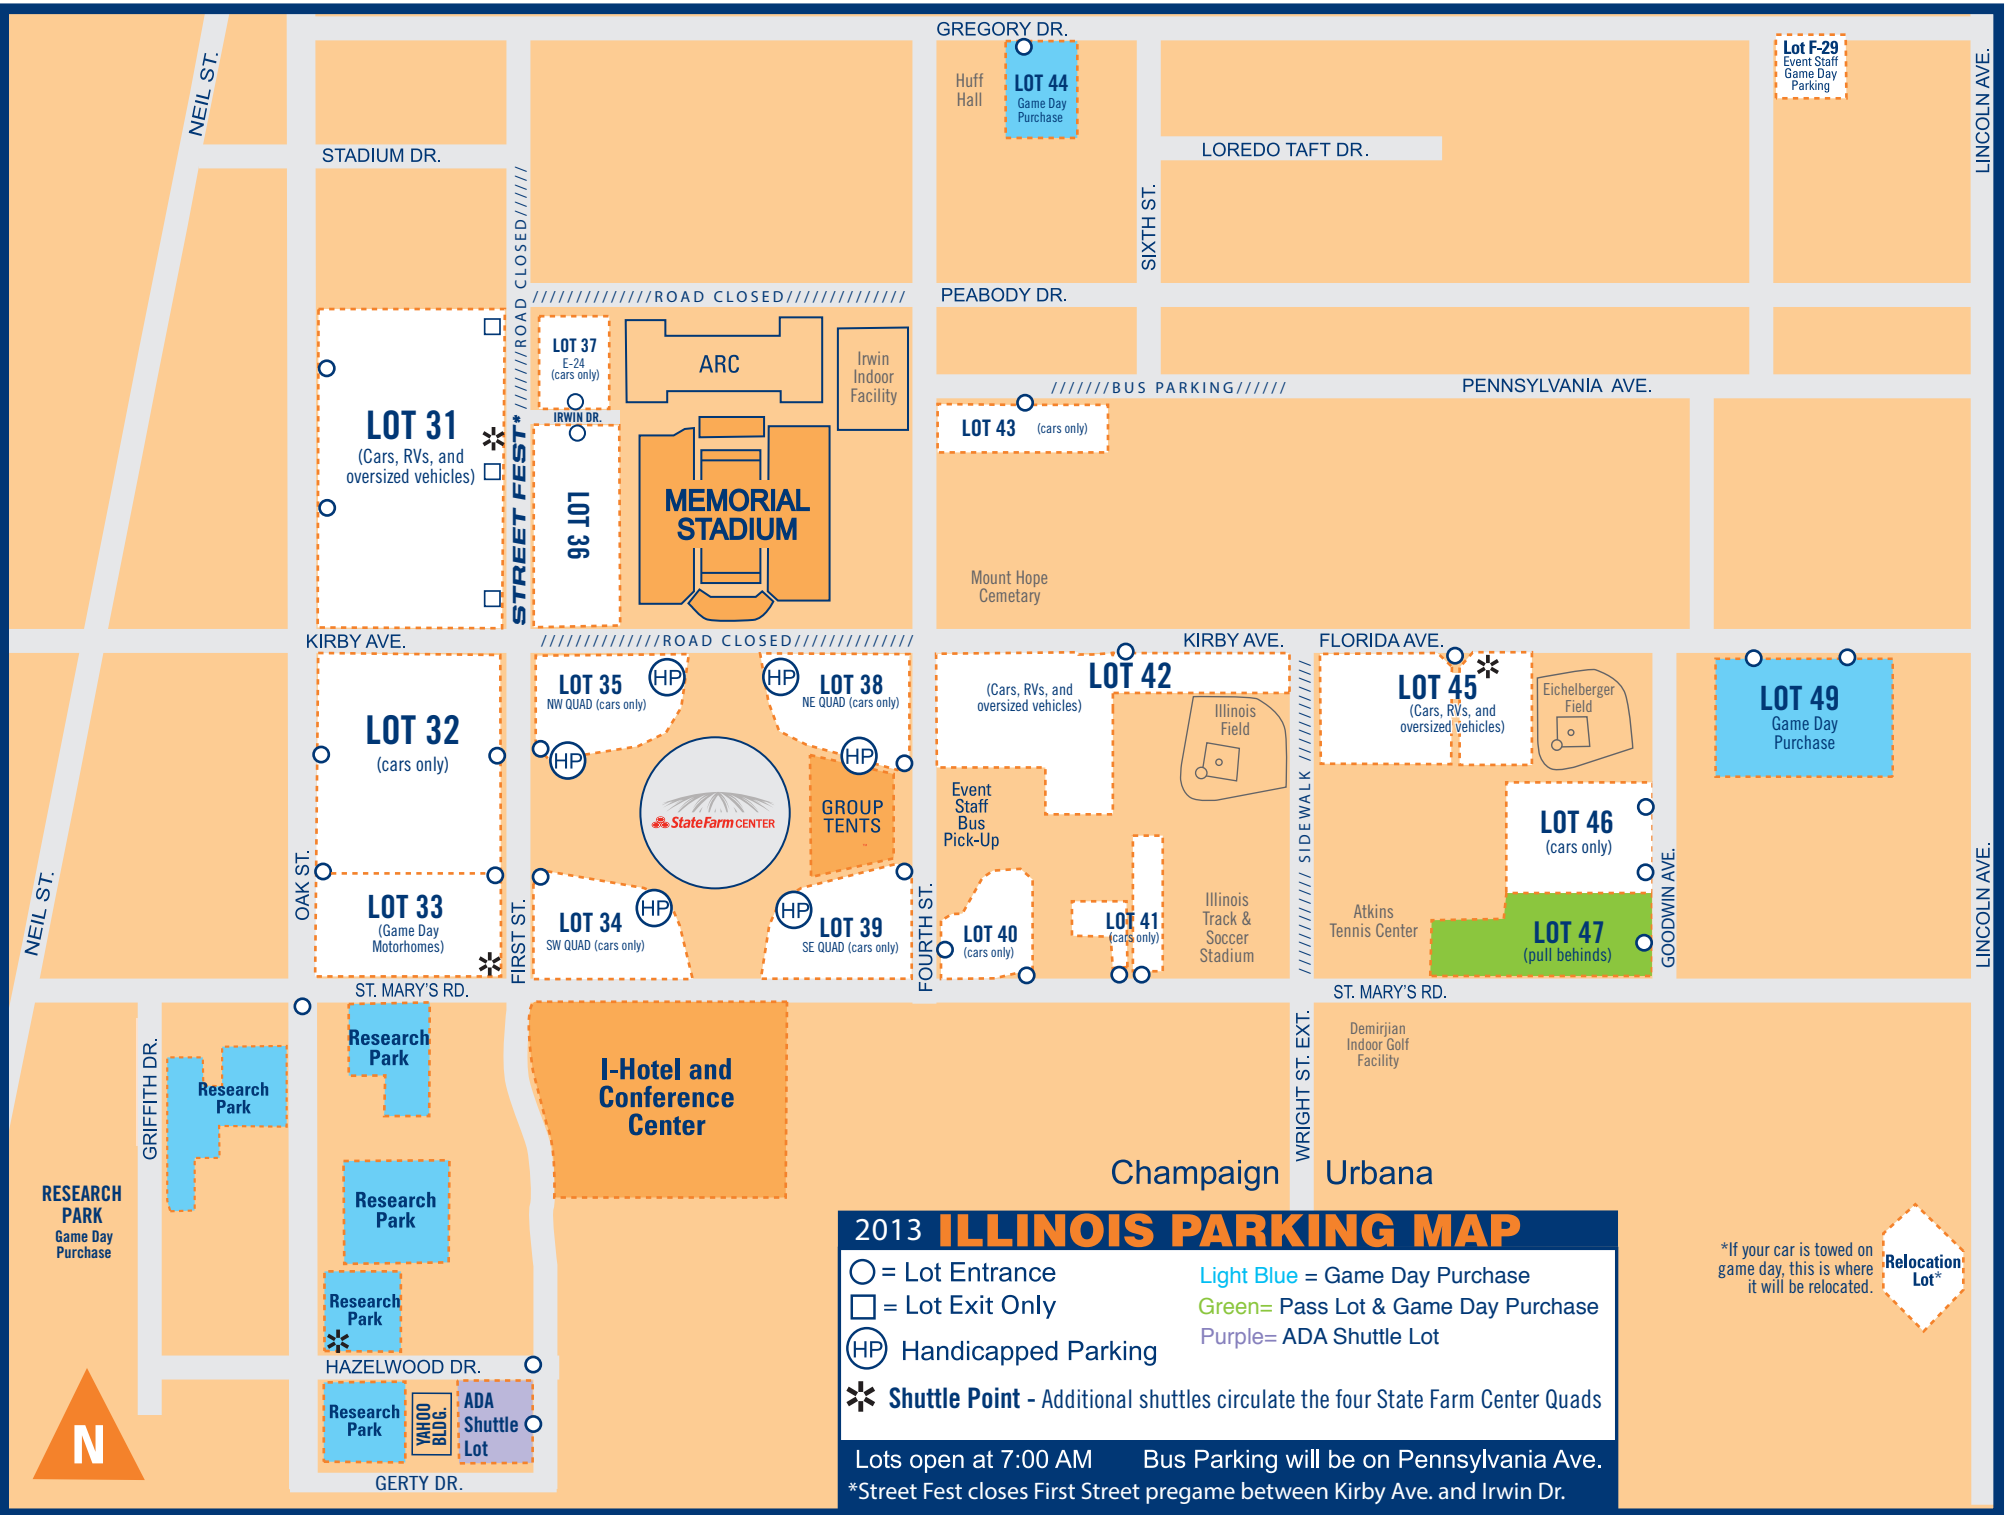 GREGORY DR.
NEIL ST.
Huff
Hall
LOT 44
Game Day
Purchase
Lot F-29
Event Staff
Game Day
Parking
LINCOLN AVE.
STADIUM DR.
LOREDO TAFT DR.
SIXTH ST.
//////ROAD CLOSED//////
//////////////ROAD CLOSED//////////////
PEABODY DR.
LOT 37
E-24
(cars only)
ARC
Irwin
Indoor
Facility
///////BUS PARKING//////
PENNSYLVANIA AVE.
IRWIN DR.
LOT 31
(Cars, RVs, and
oversized vehicles)
STREET FEST*
LOT 36
MEMORIAL
STADIUM
LOT 43 (cars only)
Mount Hope
Cemetary
KIRBY AVE.
//////////////ROAD CLOSED//////////////
KIRBY AVE.
FLORIDA AVE.
LOT 32
(cars only)
LOT 35
NW QUAD (cars only)
HP
HP
HP
LOT 38
NE QUAD (cars only)
HP
LOT 42
(Cars, RVs, and
oversized vehicles)
Illinois
Field
////////// SIDEWALK //////////
LOT 45
(Cars, RVs, and
oversized vehicles)
Eichelberger
Field
LOT 49
Game Day
Purchase
StateFarm CENTER
GROUP
TENTS
Event
Staff
Bus
Pick-Up
LOT 46
(cars only)
OAK ST.
NEIL ST.
LOT 33
(Game Day
Motorhomes)
FIRST ST.
LOT 34
SW QUAD (cars only)
HP
HP
LOT 39
SE QUAD (cars only)
FOURTH ST.
LOT 40
(cars only)
LOT 41
(cars only)
Illinois
Track &
Soccer
Stadium
Atkins
Tennis Center
LOT 47
(pull behinds)
GOODWIN AVE.
LINCOLN AVE.
ST. MARY'S RD.
ST. MARY'S RD.
GRIFFITH DR.
Research
Park
Research
Park
I-Hotel and
Conference
Center
WRIGHT ST. EXT.
Demirjian
Indoor Golf
Facility
Champaign
Urbana
RESEARCH
PARK
Game Day
Purchase
Research
Park
Research
Park
HAZELWOOD DR.
Research
Park
YAHOO
BLDG.
ADA
Shuttle
Lot
GERTY DR.
N
*If your car is towed on
game day, this is where
it will be relocated.
Relocation
Lot*
2013 ILLINOIS PARKING MAP
= Lot Entrance
= Lot Exit Only
HP Handicapped Parking
Light Blue = Game Day Purchase
Green= Pass Lot & Game Day Purchase
Purple= ADA Shuttle Lot
Shuttle Point - Additional shuttles circulate the four State Farm Center Quads
Lots open at 7:00 AM Bus Parking will be on Pennsylvania Ave.
*Street Fest closes First Street pregame between Kirby Ave. and Irwin Dr.